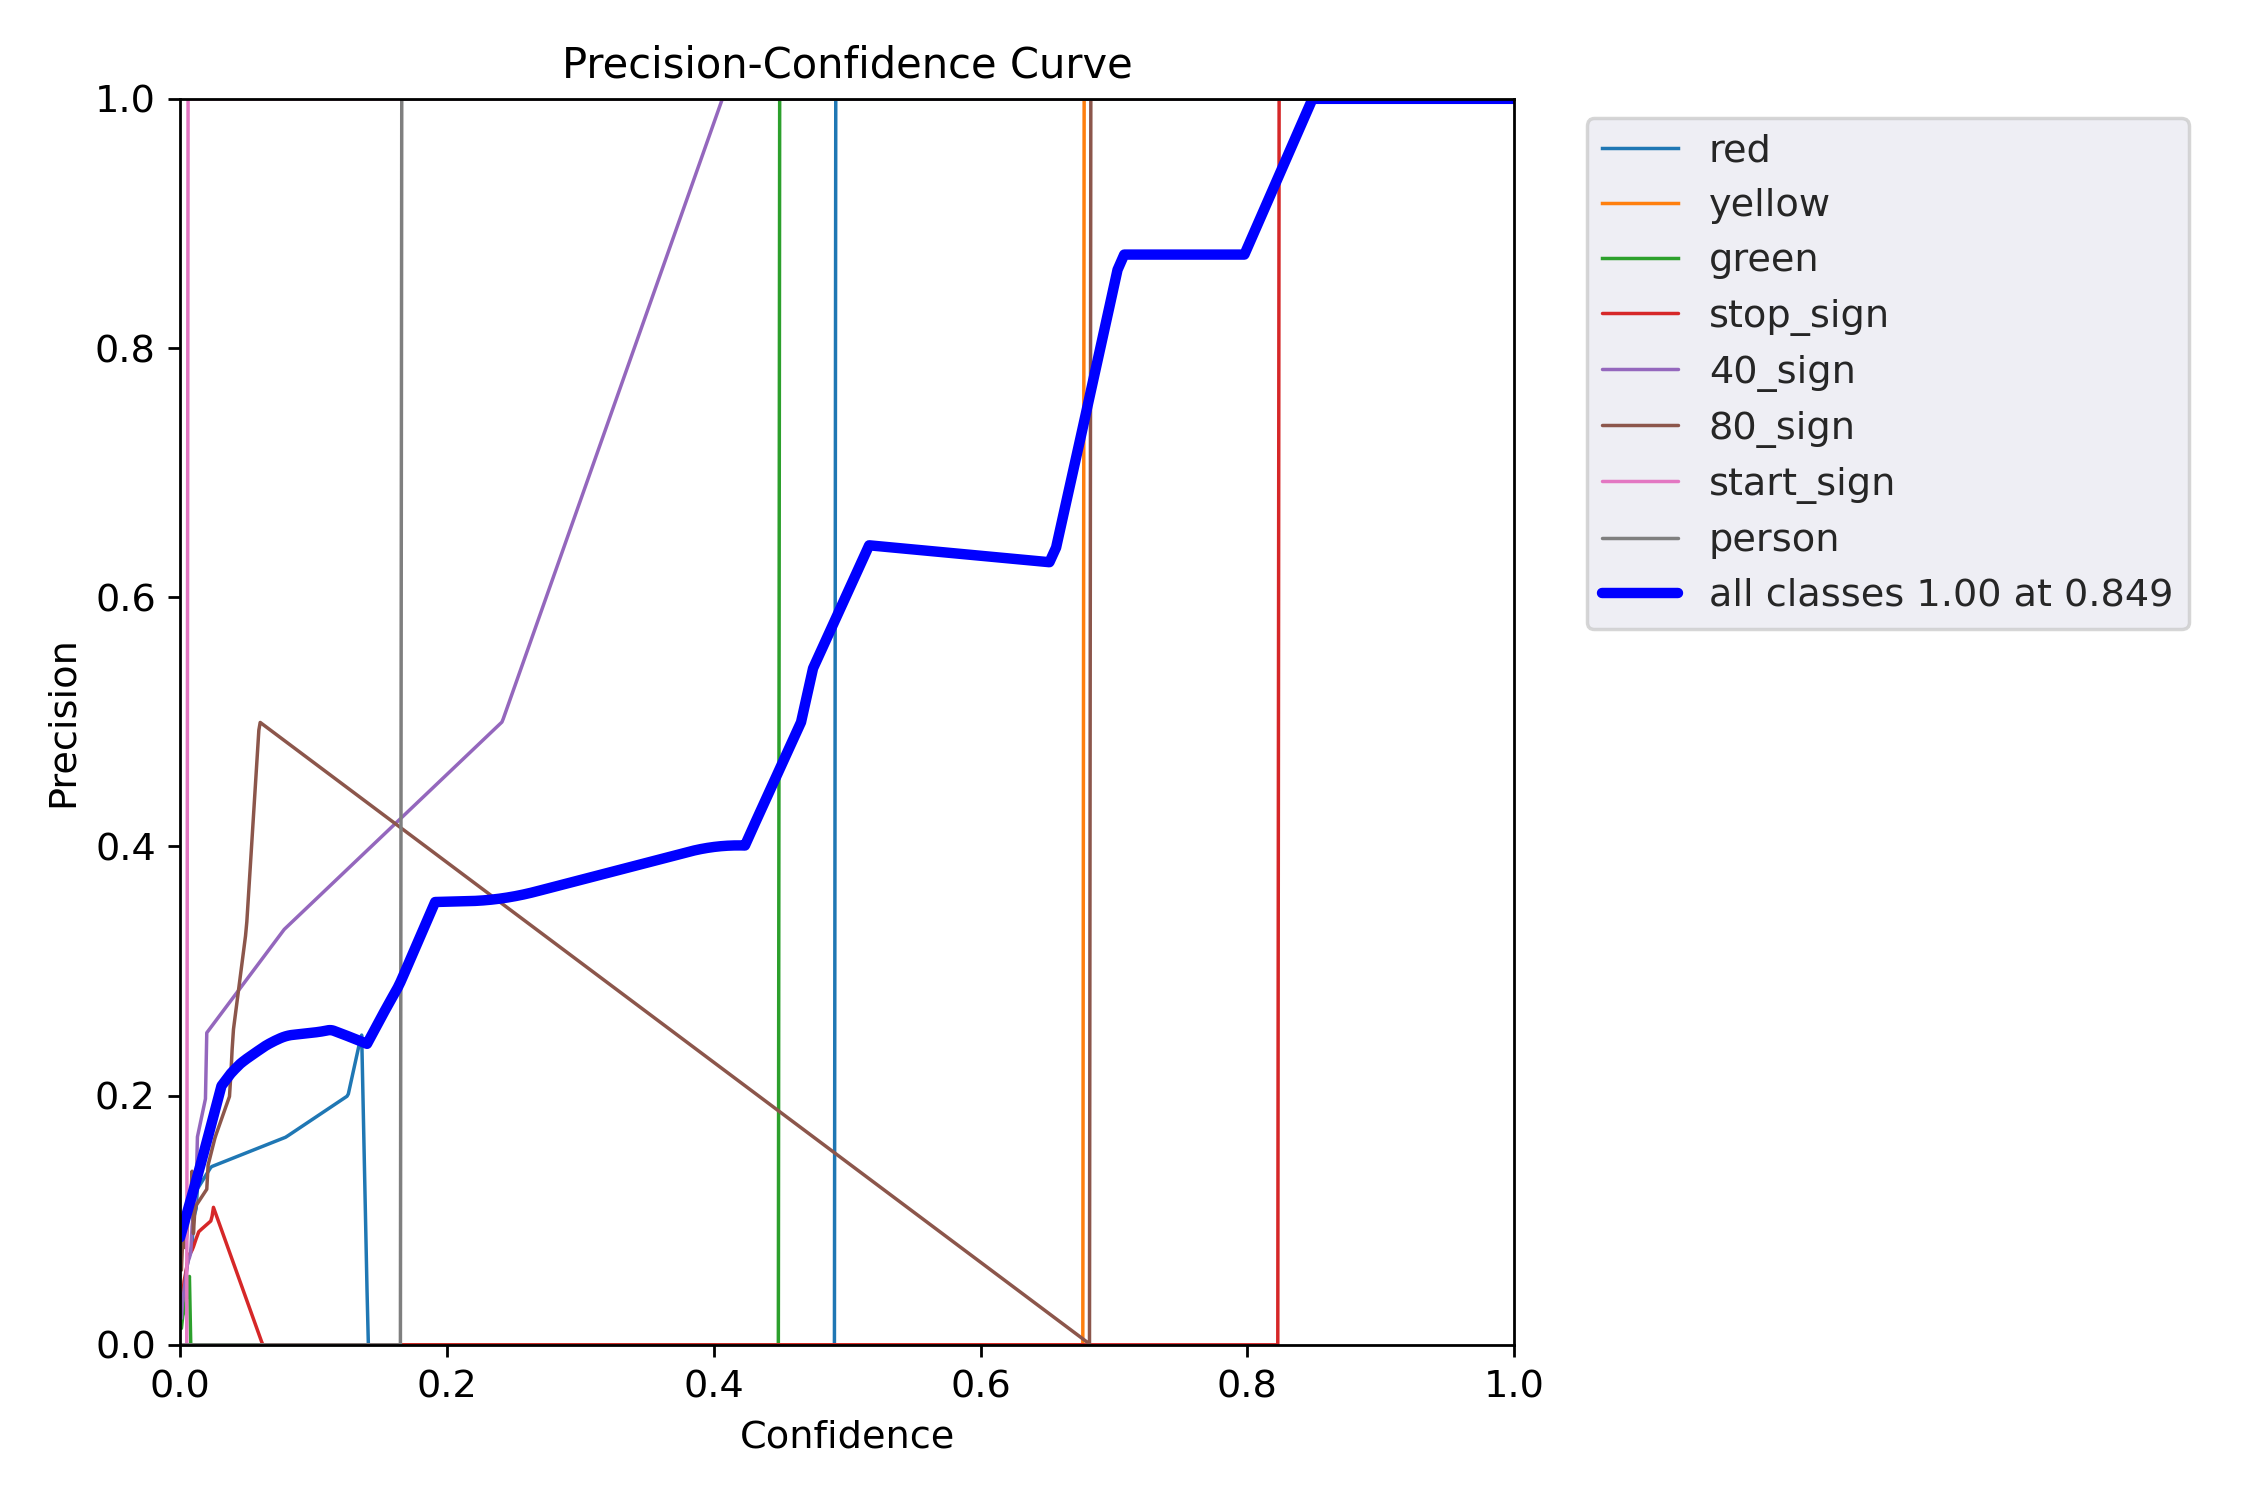 Precision-Confidence Curve
1.0
0.8
0.6
0.4
0.2
0.0
Precision
0.0 0.2 0.4 0.6 0.8 1.0
Confidence
red
yellow
green
stop_sign
40_sign
80_sign
start_sign
person
all classes 1.00 at 0.849